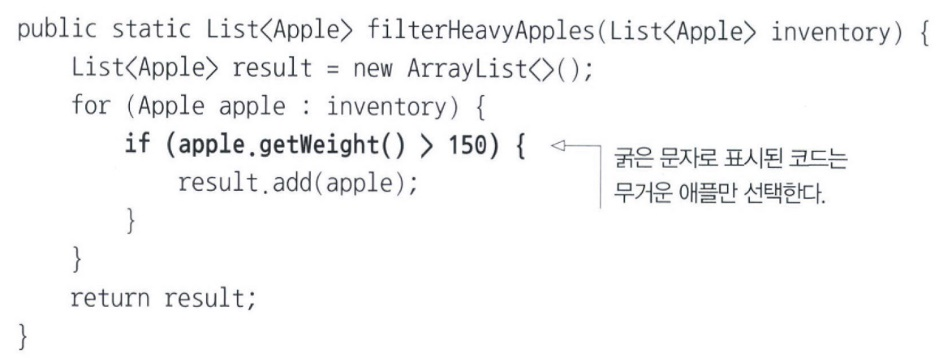 public static List<Apple> filterHeavyApples(List<Apple> inventory) {
List<Apple> result = new ArrayList<>();
for (Apple apple : inventory) {
if (apple.getWeight() > 150) {
result.add(apple);
}
}
return result;
}
굵은 문자로 표시된 코드는
무거운 애플만 선택한다.